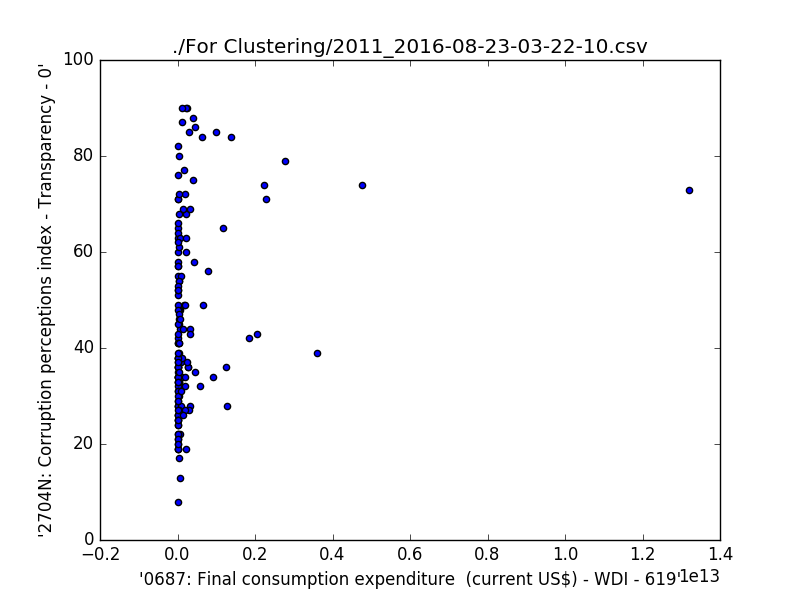 ./For Clustering/2011_2016-08-23-03-22-10.csv
'2704N: Corruption perceptions index - Transparency - 0'
100
80
60
40
20
0
−0.2 0.0 0.2 0.4 0.6 0.8 1.0 1.2 1.4
1e13
'0687: Final consumption expenditure  (current US$) - WDI - 619'